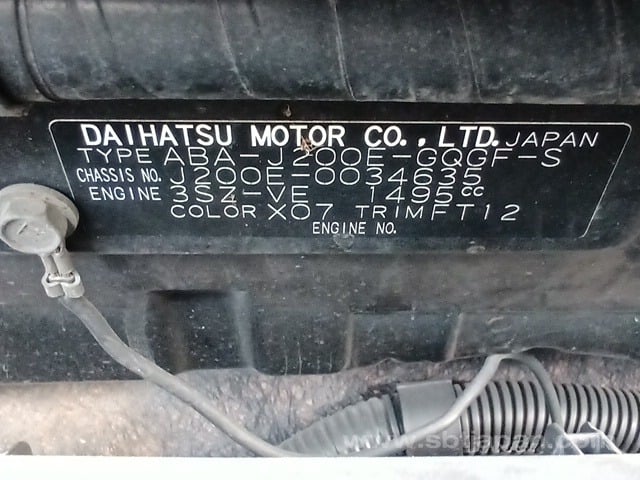 DAIHATSU MOTOR CO., LTD. JAPAN
TYPE ABA-J200E-GQGF-S
CHASSIS NO. J200E-0034635
ENGINE 3SZ-VE 1495cc
COLOR X07 TRIM FT12
ENGINE NO.
www.sbtjapan.com